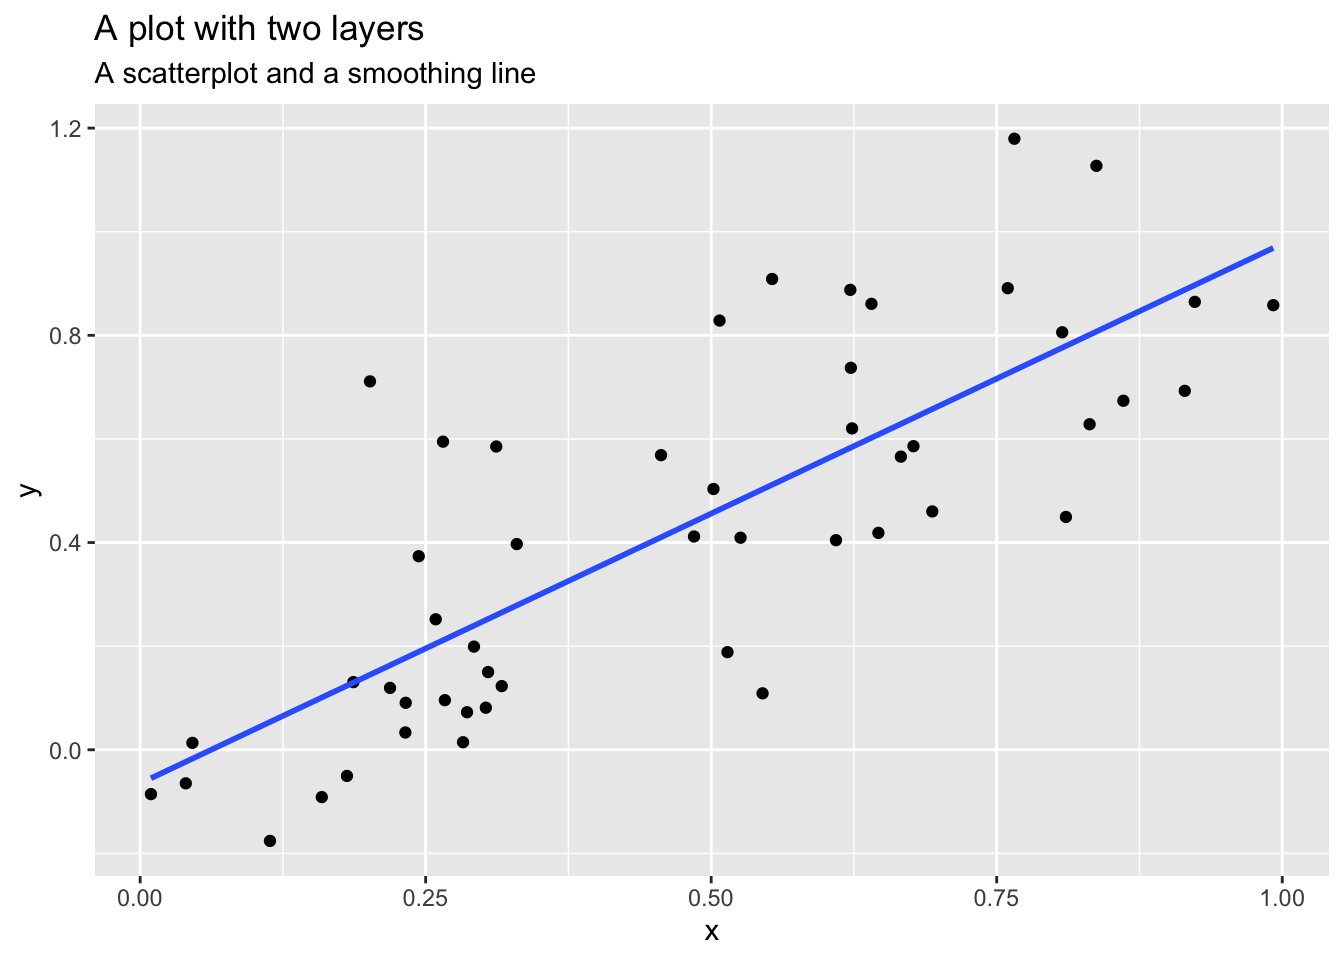 A plot with two layers
A scatterplot and a smoothing line
1.2
0.8
0.4
0.0
y
0.00 0.25 0.50 0.75 1.00
x